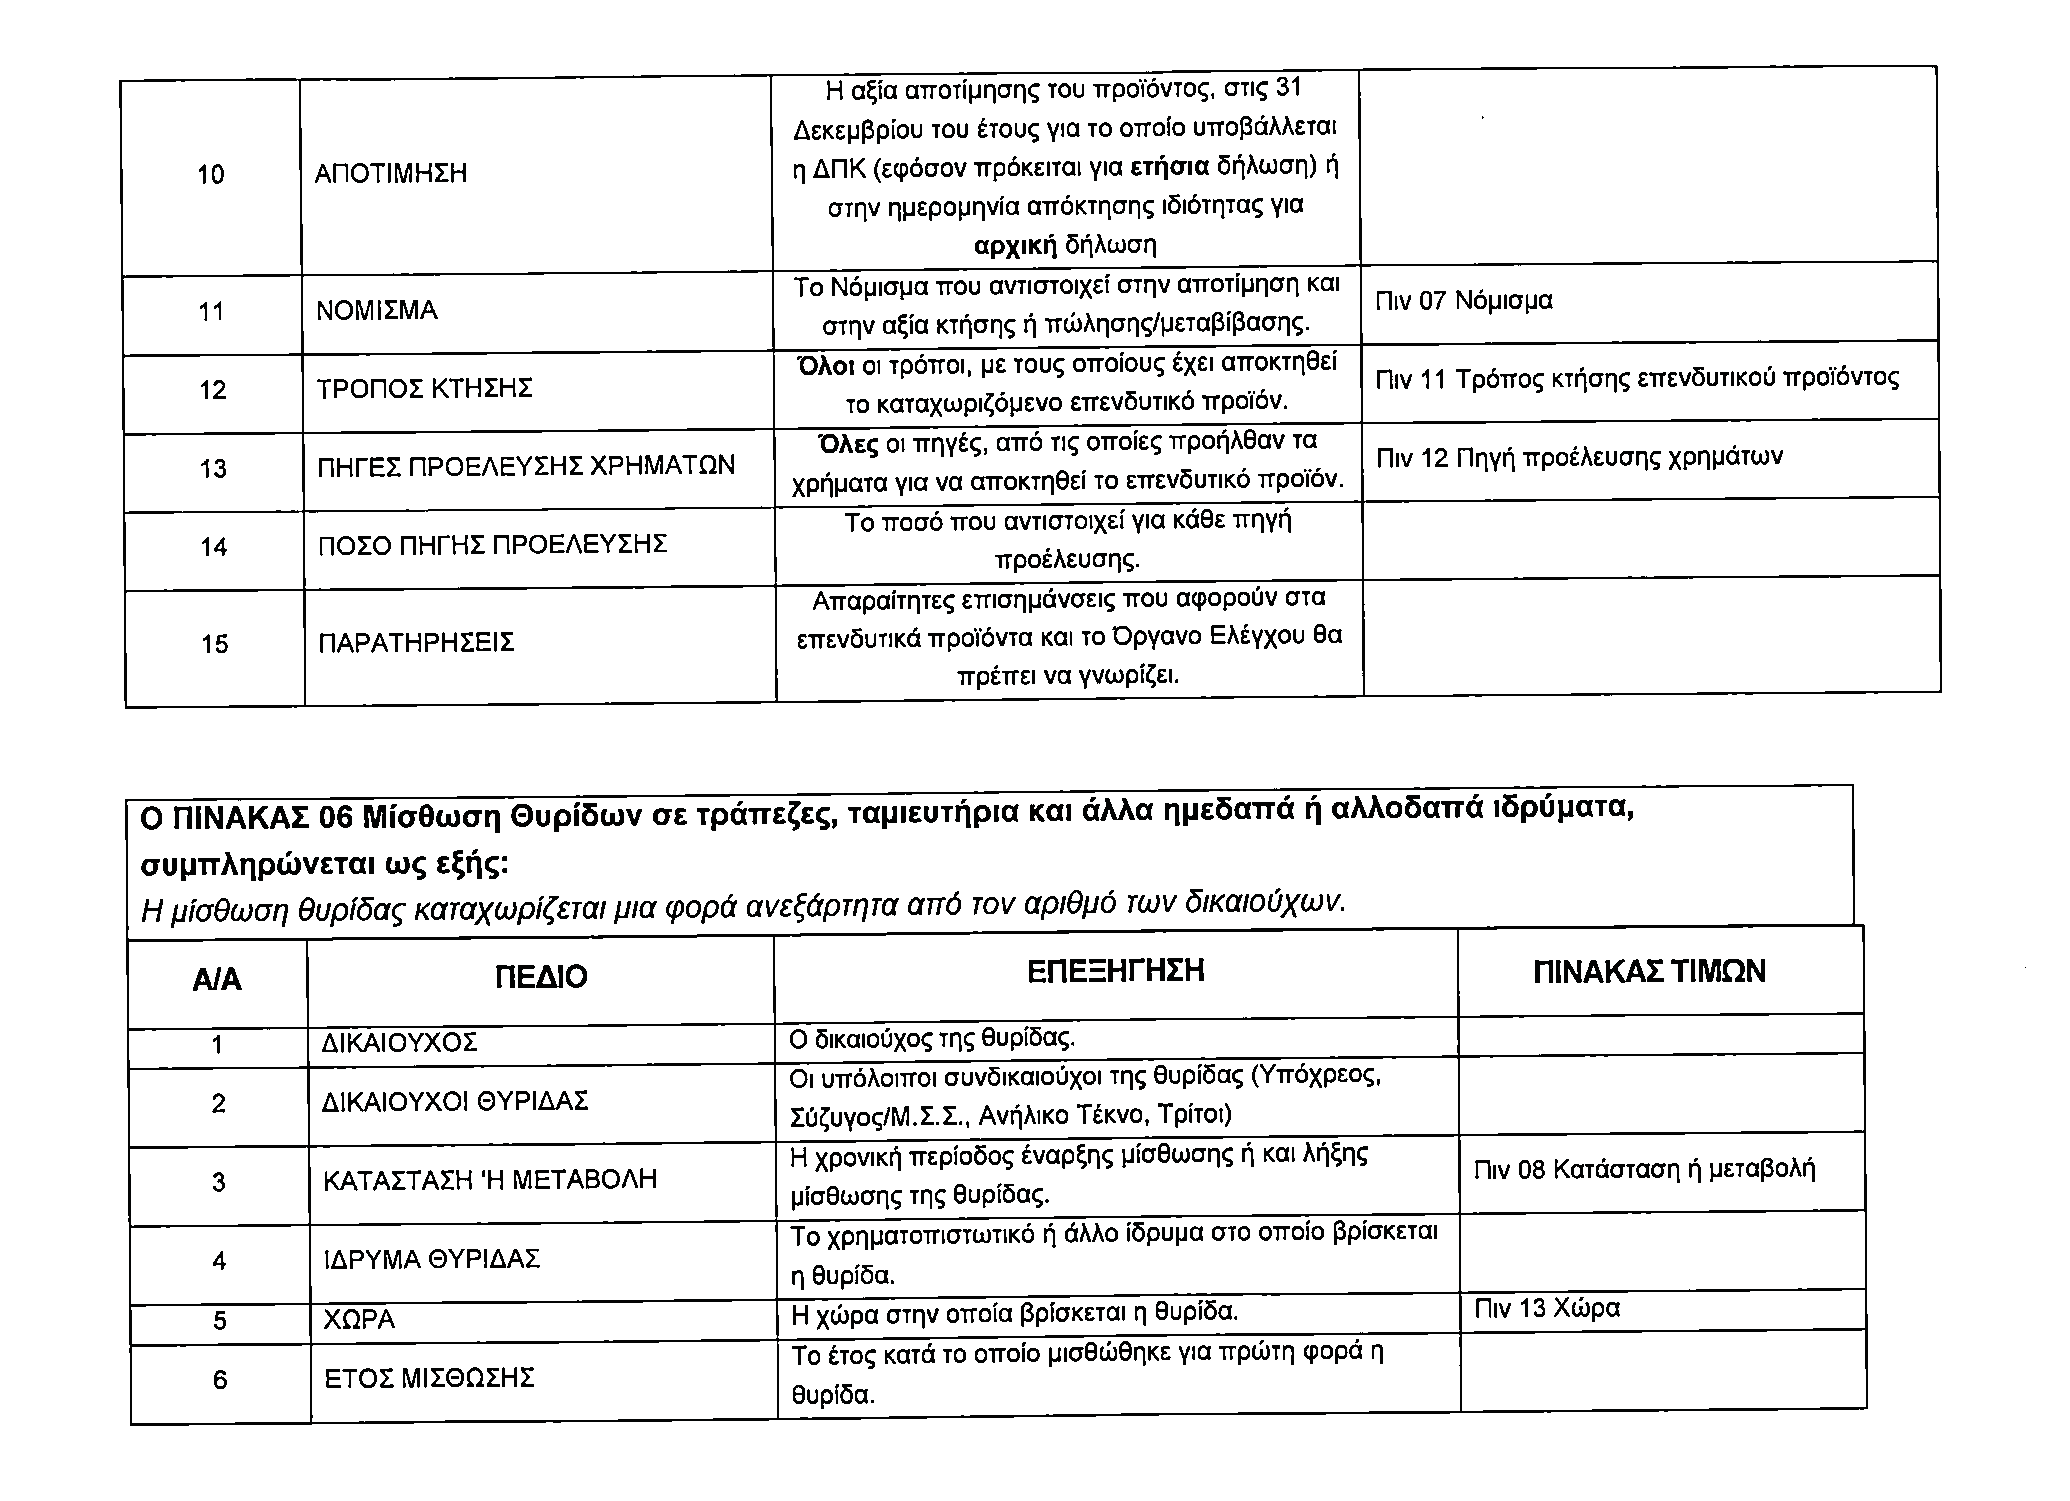 10 ΑΠΟΤΙΜΗΣΗ
Η αξία αποτίμησης του προϊόντος, στις 31
Δεκεμβρίου του έτους για το οποίο υποβάλλεται
η ΔΠΚ (εφόσον πρόκειται για ετήσια δήλωση) ή
στην ημερομηνία απόκτησης ιδιότητας για
αρχική δήλωση
11 ΝΟΜΙΣΜΑ
Το Νόμισμα που αντιστοιχεί στην αποτίμηση και
στην αξία κτήσης ή πώλησης/μεταβίβασης.
Πιν 07 Νόμισμα
12 ΤΡΟΠΟΣ ΚΤΗΣΗΣ
Όλοι οι τρόποι, με τους οποίους έχει αποκτηθεί
το καταχωριζόμενο επενδυτικό προϊόν.
Πιν 11 Τρόπος κτήσης επενδυτικού προϊόντος
13 ΠΗΓΕΣ ΠΡΟΕΛΕΥΣΗΣ ΧΡΗΜΑΤΩΝ
Όλες οι πηγές, από τις οποίες προήλθαν τα
χρήματα για να αποκτηθεί το επενδυτικό προϊόν.
Πιν 12 Πηγή προέλευσης χρημάτων
14 ΠΟΣΟ ΠΗΓΗΣ ΠΡΟΕΛΕΥΣΗΣ
Το ποσό που αντιστοιχεί για κάθε πηγή
προέλευσης.
15 ΠΑΡΑΤΗΡΗΣΕΙΣ
Απαραίτητες επισημάνσεις που αφορούν στα
επενδυτικά προϊόντα και το Όργανο Ελέγχου θα
πρέπει να γνωρίζει.
Ο ΠΙΝΑΚΑΣ 06 Μίσθωση Θυρίδων σε τράπεζες, ταμιευτήρια και άλλα ημεδαπά ή αλλοδαπά ιδρύματα,
συμπληρώνεται ως εξής:
Η μίσθωση θυρίδας καταχωρίζεται μια φορά ανεξάρτητα από τον αριθμό των δικαιούχων.
Α/Α ΠΕΔΙΟ ΕΠΕΞΗΓΗΣΗ ΠΙΝΑΚΑΣ ΤΙΜΩΝ
1 ΔΙΚΑΙΟΥΧΟΣ Ο δικαιούχος της θυρίδας.
2 ΔΙΚΑΙΟΥΧΟΙ ΘΥΡΙΔΑΣ
Οι υπόλοιποι συνδικαιούχοι της θυρίδας (Υπόχρεος,
Σύζυγος/Μ.Σ.Σ., Ανήλικο Τέκνο, Τρίτοι)
3 ΚΑΤΑΣΤΑΣΗ 'Η ΜΕΤΑΒΟΛΗ
Η χρονική περίοδος έναρξης μίσθωσης ή και λήξης
μίσθωσης της θυρίδας.
Πιν 08 Κατάσταση ή μεταβολή
4 ΙΔΡΥΜΑ ΘΥΡΙΔΑΣ
Το χρηματοπιστωτικό ή άλλο ίδρυμα στο οποίο βρίσκεται
η θυρίδα.
5 ΧΩΡΑ Η χώρα στην οποία βρίσκεται η θυρίδα. Πιν 13 Χώρα
6 ΕΤΟΣ ΜΙΣΘΩΣΗΣ
Το έτος κατά το οποίο μισθώθηκε για πρώτη φορά η
θυρίδα.